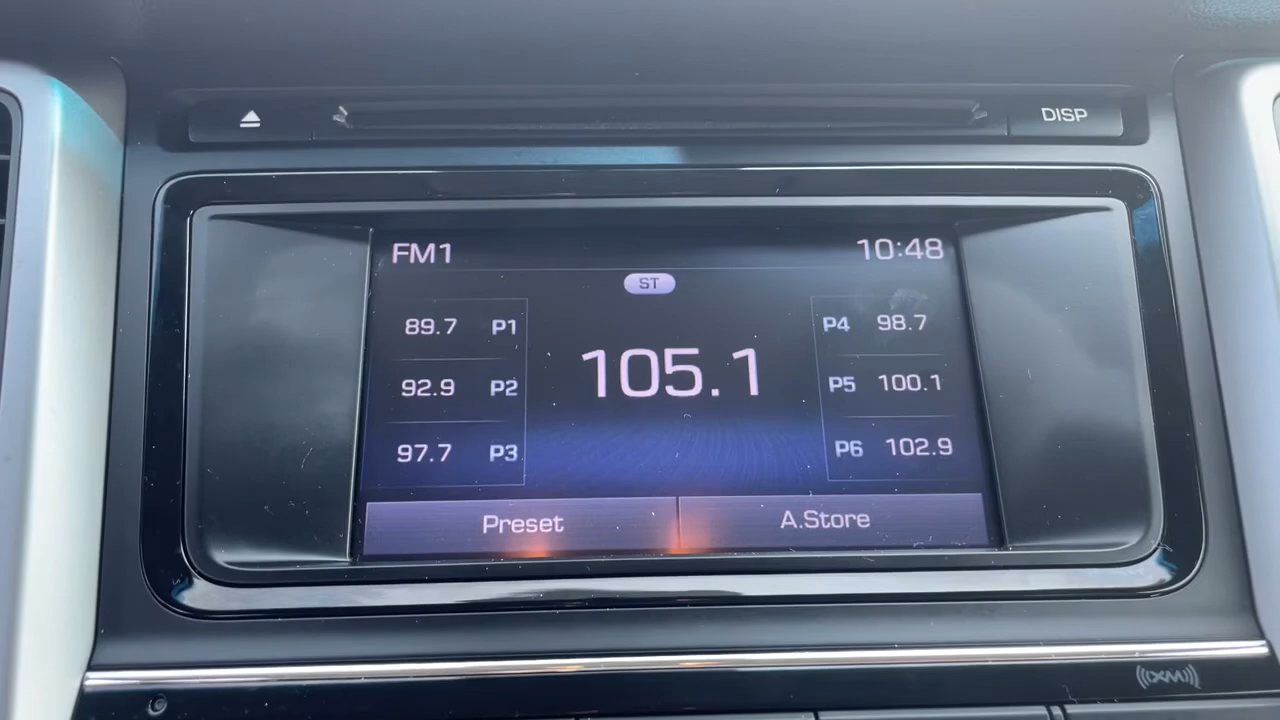 DISP
FM1 10:48
ST
89.7 P1
92.9 P2
97.7 P3
105.1
P4 98.7
P5 100.1
P6 102.9
Preset A.Store
((XM))